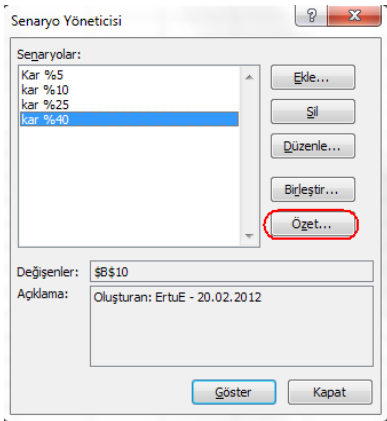 Senaryo Yöneticisi
Senaryolar:
Kar %5
kar %10
kar %25
kar %40
Ekle...
Sil
Düzenle...
Birleştir...
Özet...
Değişenler:
$B$10
Açıklama:
Oluşturan: ErtuE - 20.02.2012
Göster
Kapat